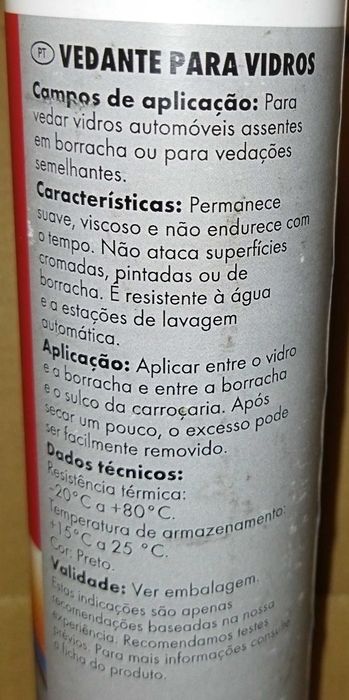 PT VEDANTE PARA VIDROS
Campos de aplicação: Para
vedar vidros automóveis assentes
em borracha ou para vedações
semelhantes.
Características: Permanece
suave, viscoso e não endurece com
o tempo. Não ataca superfícies
cromadas, pintadas ou de
borracha. É resistente à água
e a estações de lavagem
automática.
Aplicação: Aplicar entre o vidro
e a borracha e entre a borracha
e o sulco da carroçaria. Após
secar um pouco, o excesso pode
ser facilmente removido.
Dados técnicos:
Resistência térmica:
-20°C a +80°C.
Temperatura de armazenamento:
+15°C a 25 °C.
Cor: Preto.
Validade: Ver embalagem.
Estas indicações são apenas
recomendações baseadas na nossa
experiência. Recomendamos testes
prévios. Para mais informações consulte
a ficha do produto.